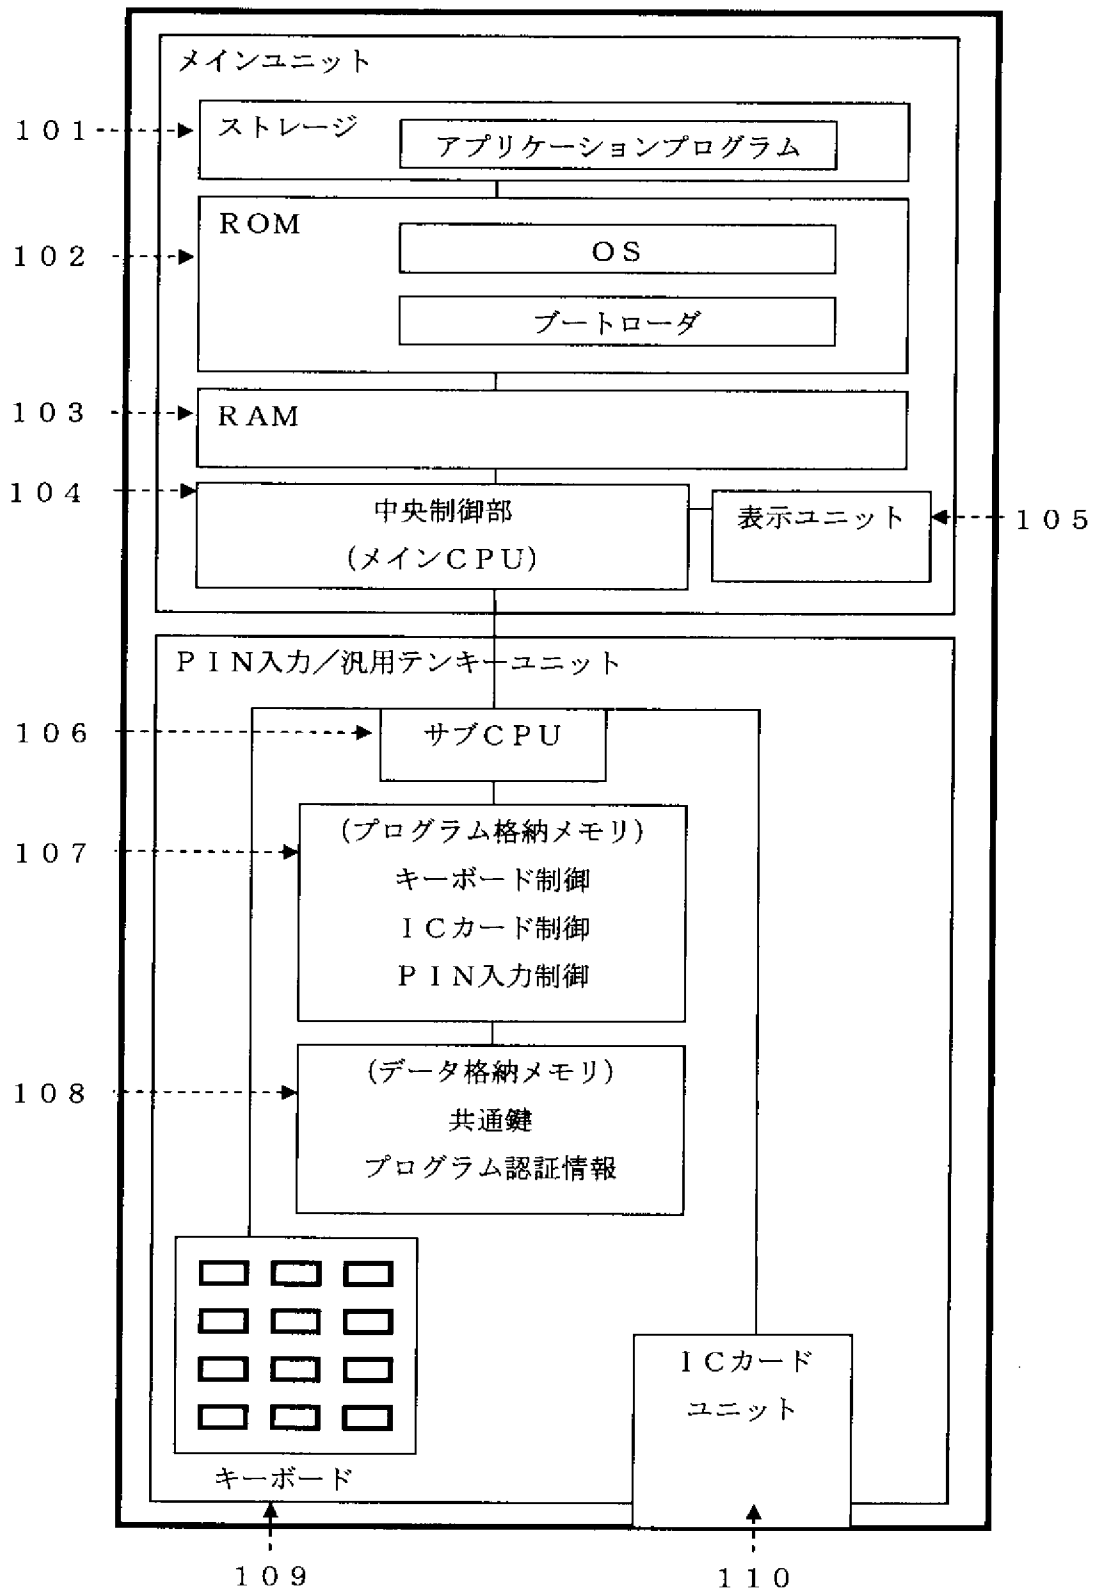 メインユニット
101
ストレージ
アプリケーションプログラム
ROM
102
OS
ブートローダ
103
RAM
104
中央制御部
(メインCPU)
表示ユニット
105
PIN入力/汎用テンキーユニット
106
サブCPU
(プログラム格納メモリ)
107
キーボード制御
ICカード制御
PIN入力制御
(データ格納メモリ)
108
共通鍵
プログラム認証情報
ICカード
ユニット
キーボード
109
110